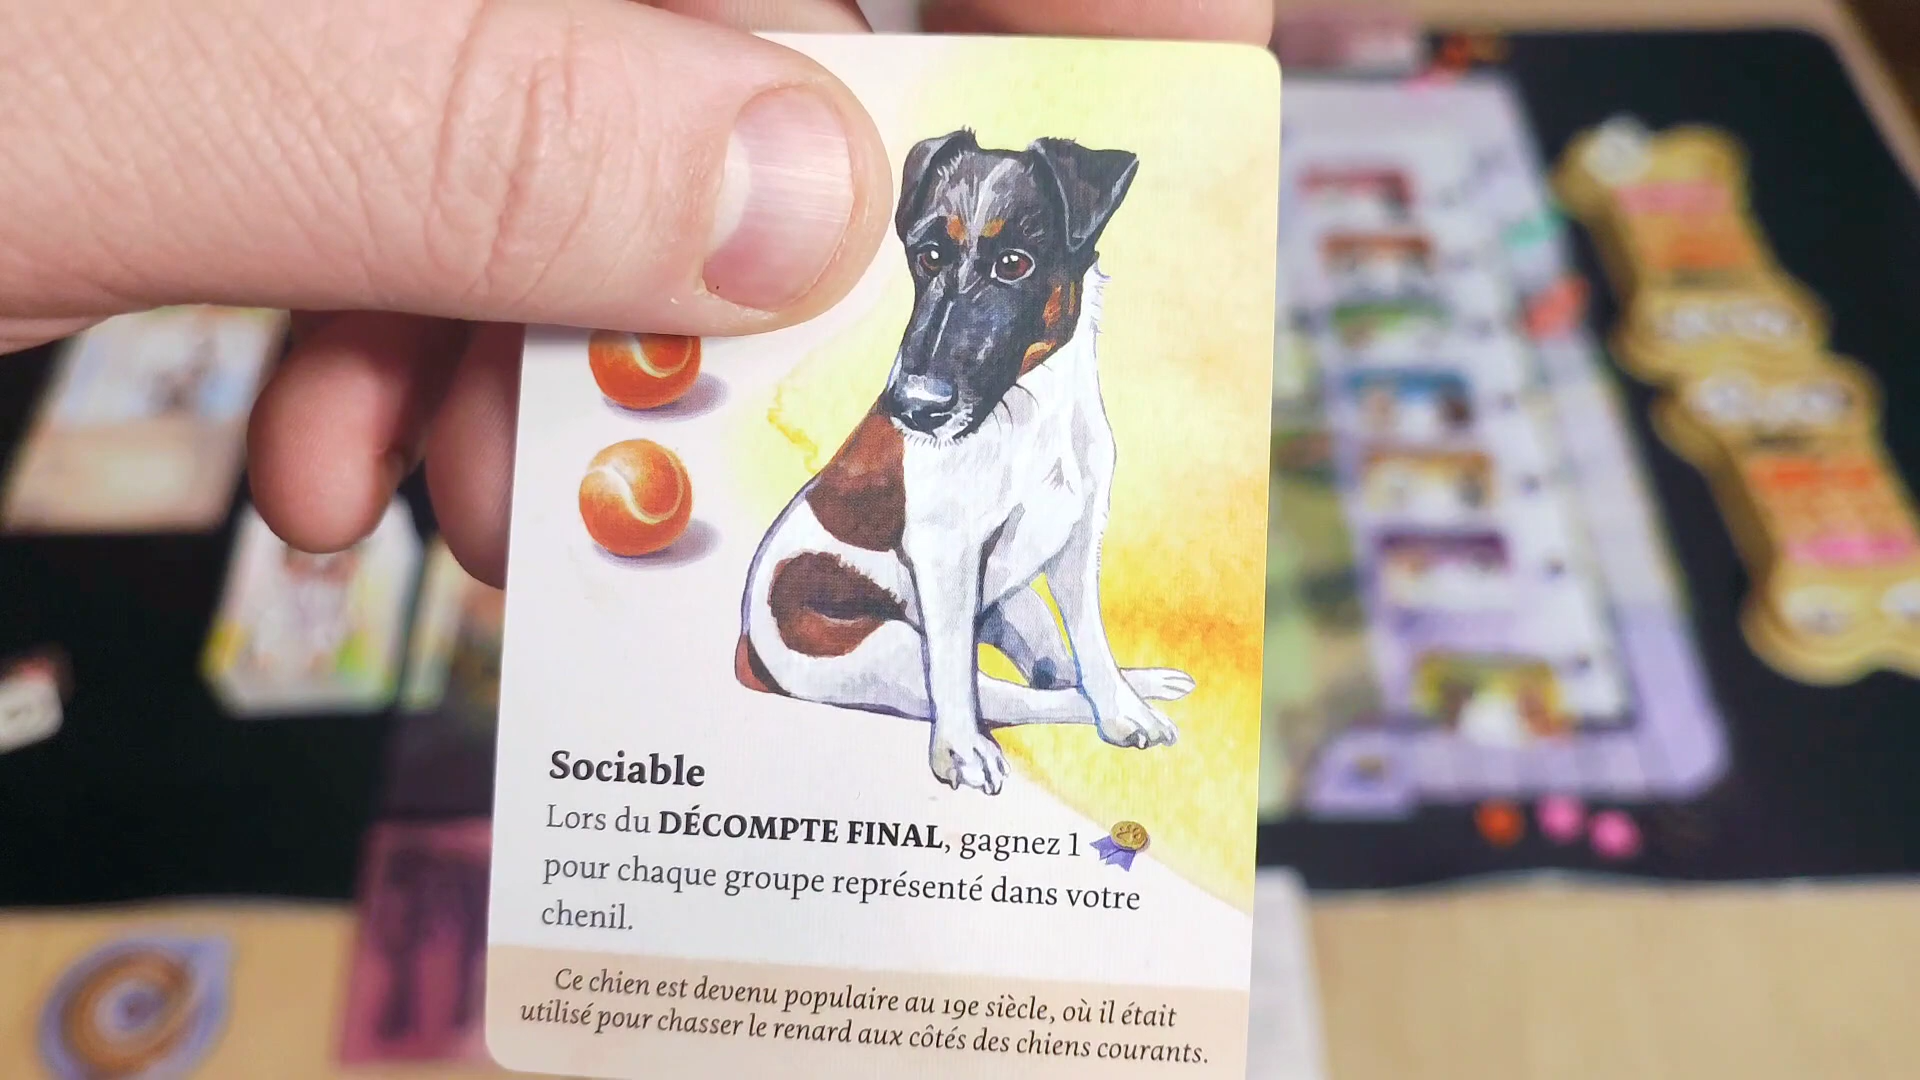 Sociable
Lors du DÉCOMPTE FINAL, gagnez 1
pour chaque groupe représenté dans votre
chenil.
Ce chien est devenu populaire au 19e siècle, où il était
utilisé pour chasser le renard aux côtés des chiens courants.